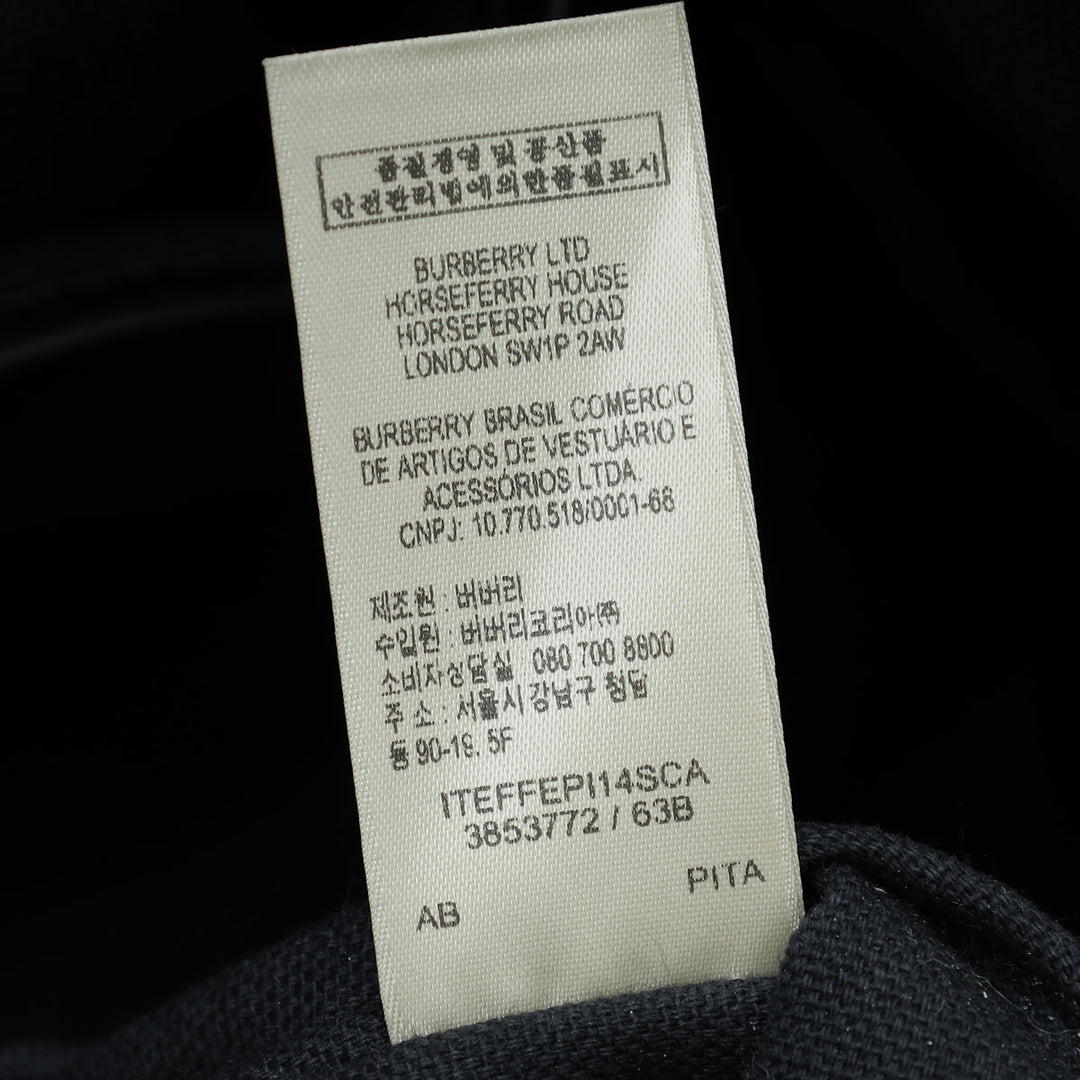 품질경영 및 공산품
안전관리법에의한품질표시
BURBERRY LTD
HORSEFERRY HOUSE
HORSEFERRY ROAD
LONDON SW1P 2AW
BURBERRY BRASIL COMÉRCIO
DE ARTIGOS DE VESTUÁRIO E
ACESSÓRIOS LTDA
CNPJ: 10.770.518/0001-66
제조원 : 버버리
수입원 : 버버리코리아㈜
소비자상담실 080 700 8800
주 소 : 서울시 강남구 청담
동 90-19. 5F
ITEFFEPI14SCA
3853772 / 63B
PITA
AB